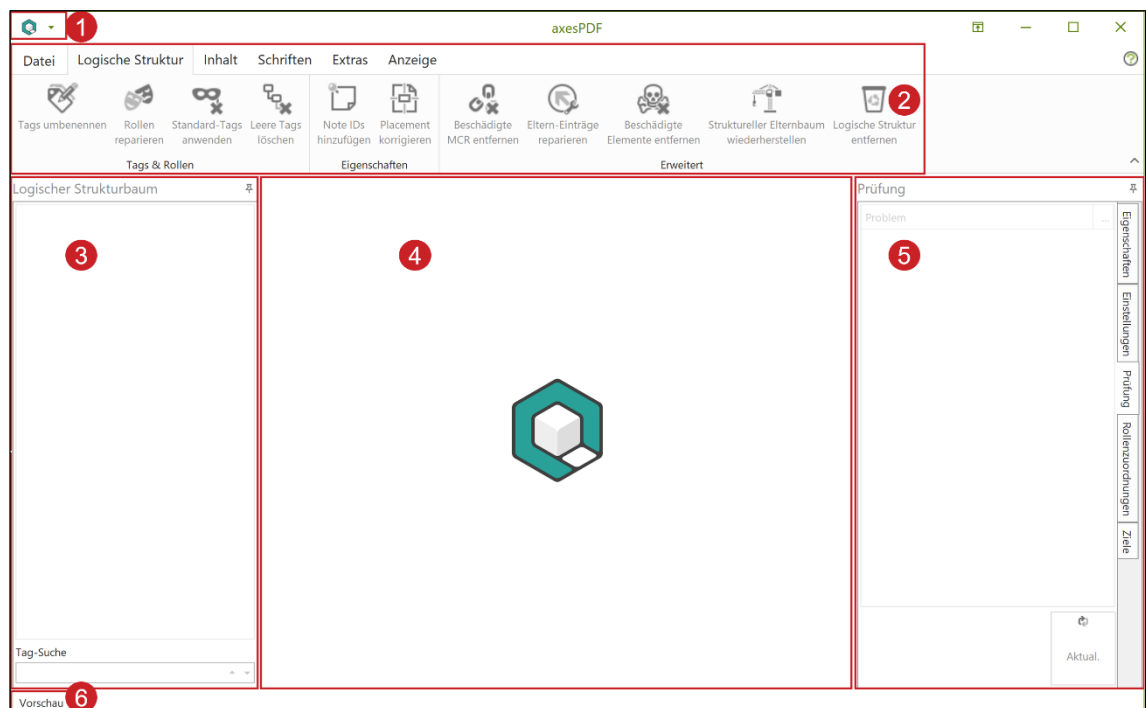 1
axesPDF
Datei Logische Struktur Inhalt Schriften Extras Anzeige
Tags umbenennen
Rollen
reparieren
Standard-Tags
anwenden
Leere Tags
löschen
Tags & Rollen
Note IDs
hinzufügen
Placement
korrigieren
Eigenschaften
Beschädigte
MCR entfernen
Eltern-Einträge
reparieren
Beschädigte
Elemente entfernen
Struktureller Elternbaum
wiederherstellen
2
Logische Struktur
entfernen
Erweitert
Logischer Strukturbaum
3
Tag-Suche
4
Prüfung
Problem
...
5
Eigenschaften
Einstellungen
Prüfung
Rollenzuordnungen
Ziele
Aktual.
Vorschau
6